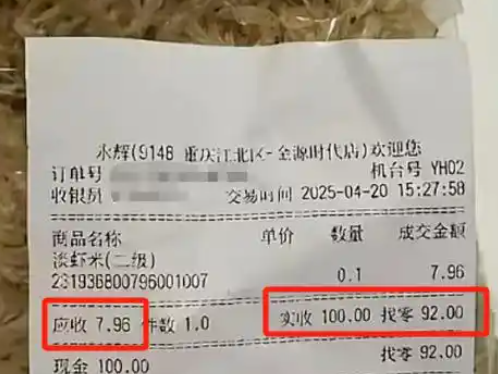 永辉(9148 重庆江北区-金源时代店)欢迎您
订单号 机台号 YH02
收银员 交易时间 2025-04-20 15:27:58
商品名称 单价 数量 成交金额
淡虾米(二级)
231936800796001007 0.1 7.96
应收 7.96 件数 1.0 实收 100.00 找零 92.00
现金 100.00 找零 92.00